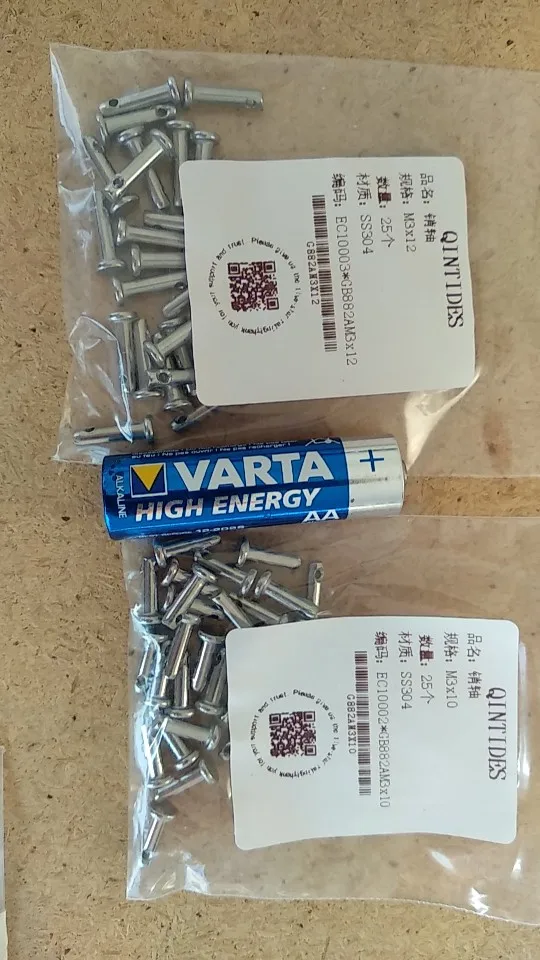 QINTIDES
品名: 销轴
规格: M3x12
数量: 25个
材质: SS304
编码: EC10003*GB882AM3x12
G882AM3X12
VARTA
HIGH ENERGY
ALKALINE
AA
+
QINTIDES
品名: 销轴
规格: M3x10
数量: 25个
材质: SS304
编码: EC10002*GB882AM3x10
G882AM3X10